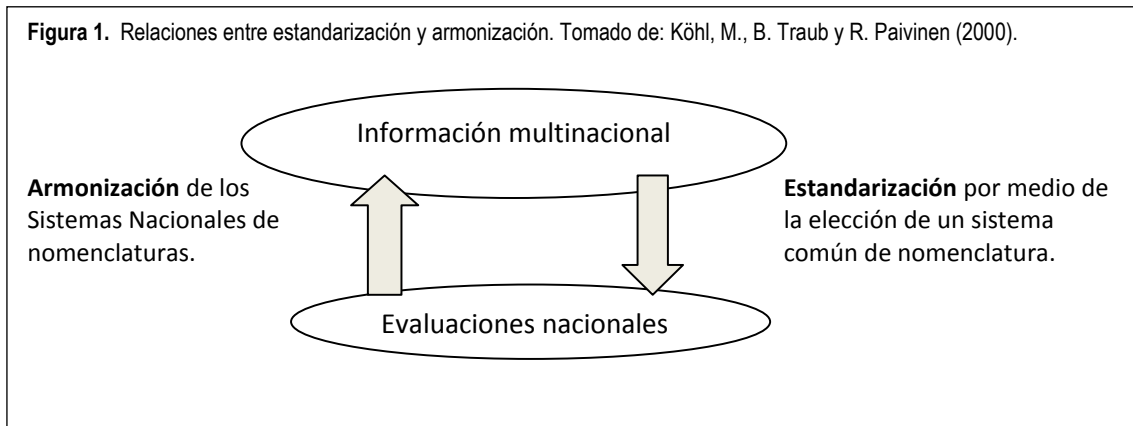 Figura 1. Relaciones entre estandarización y armonización. Tomado de: Köhl, M., B. Traub y R. Paivinen (2000).
Información multinacional
Armonización de los
Sistemas Nacionales de
nomenclaturas.
Estandarización por medio de
la elección de un sistema
común de nomenclatura.
Evaluaciones nacionales